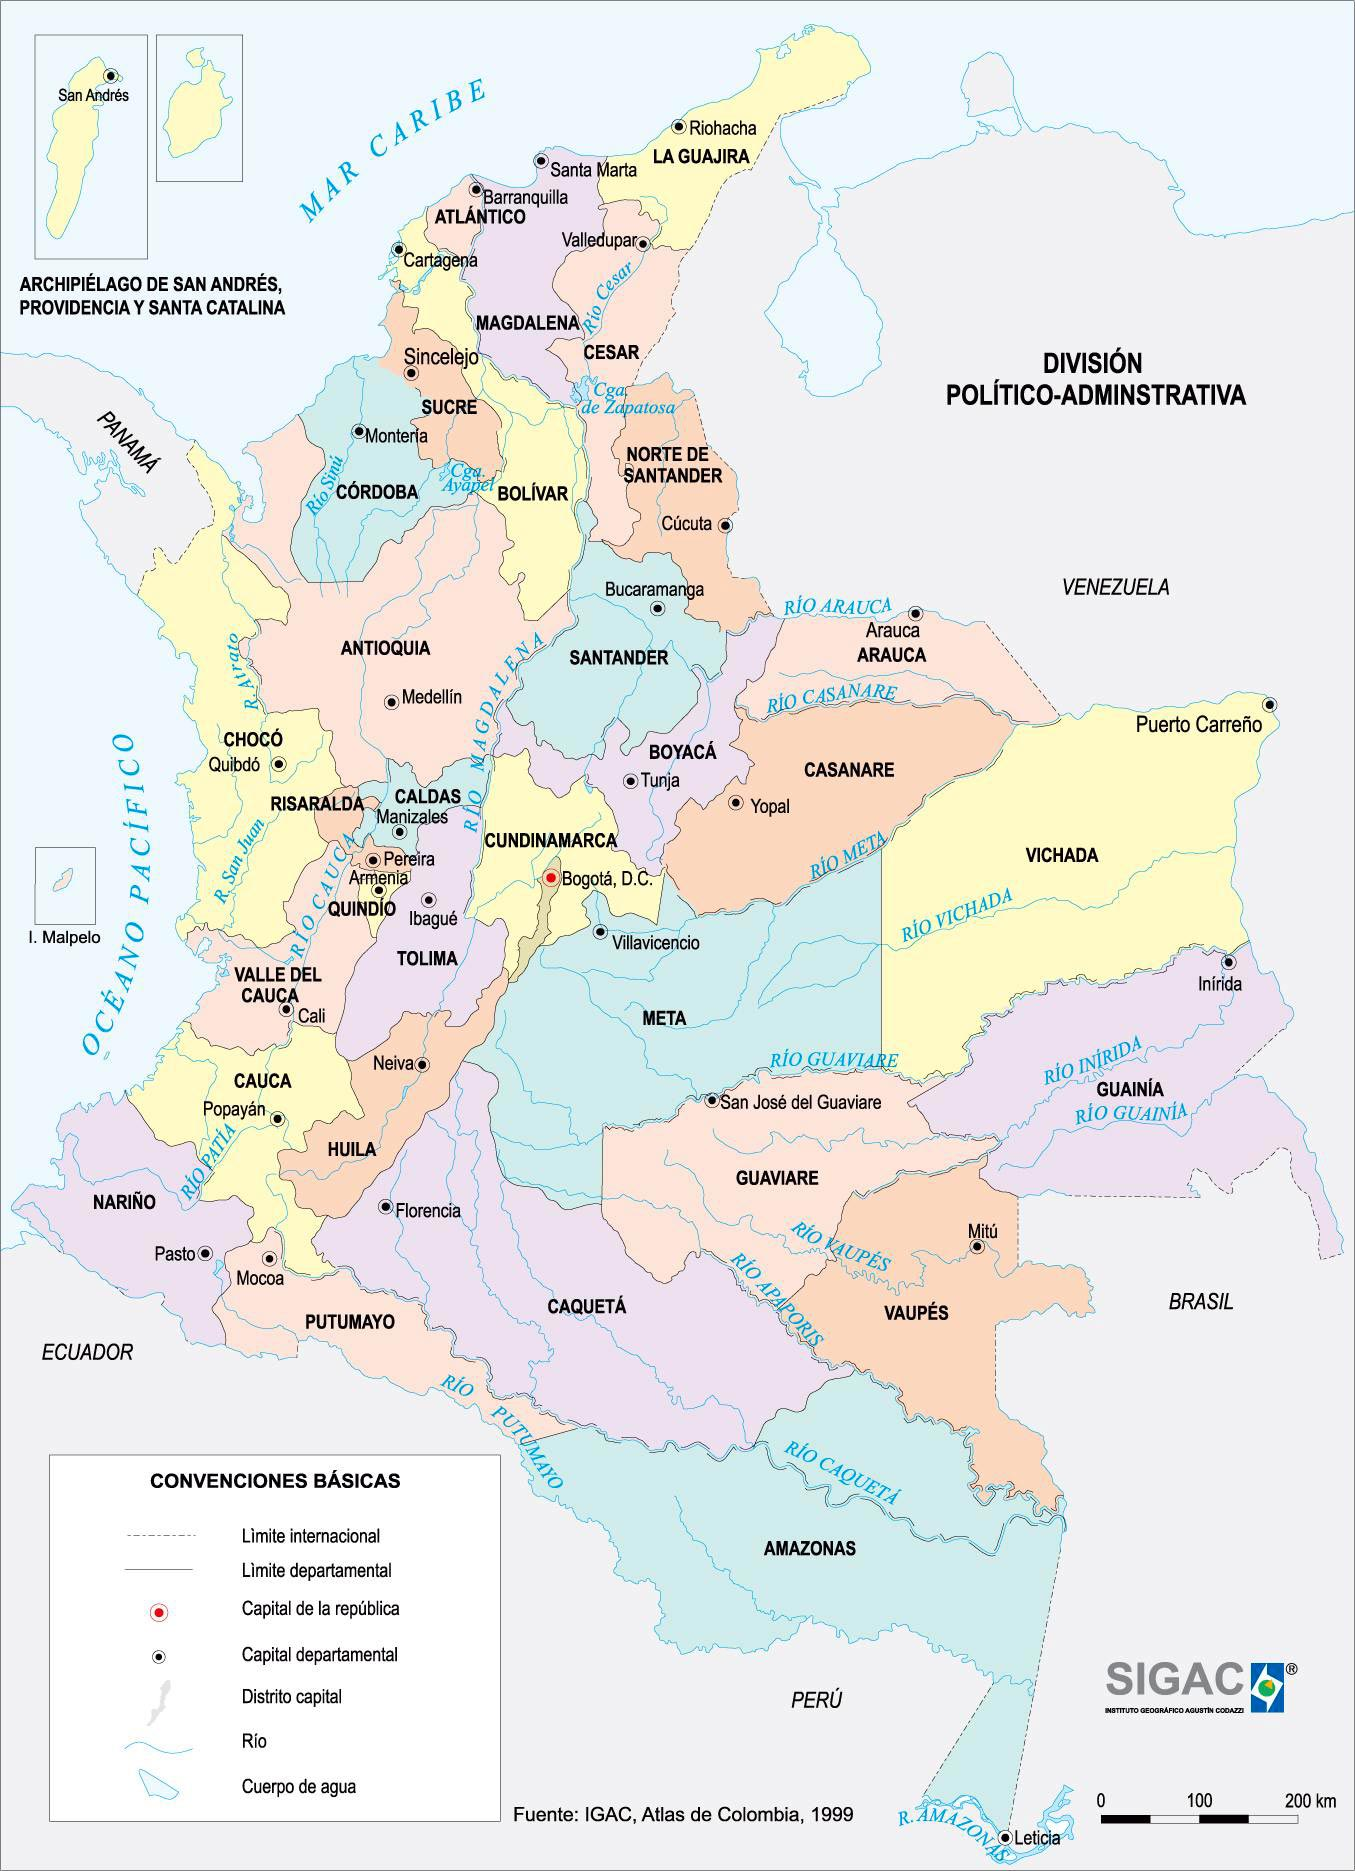 San Andrés
ARCHIPIÉLAGO DE SAN ANDRÉS,
PROVIDENCIA Y SANTA CATALINA
MAR CARIBE
Riohacha
LA GUAJIRA
Santa Marta
Barranquilla
ATLÁNTICO
Valledupar
Cartagena
Río Cesar
MAGDALENA
CESAR
Sincelejo
DIVISIÓN
POLÍTICO-ADMINSTRATIVA
Cga.
de Zapatosa
SUCRE
PANAMÁ
Montería
NORTE DE
SANTANDER
Cga.
Ayapel
Río Sinú
CÓRDOBA
BOLÍVAR
Cúcuta
VENEZUELA
Bucaramanga
RÍO ARAUCA
Arauca
ARAUCA
ANTIOQUIA
SANTANDER
R. Atrato
Medellín
RÍO CASANARE
Puerto Carreño
RÍO MAGDALENA
CHOCÓ
Quibdó
BOYACÁ
Tunja
CASANARE
Yopal
RISARALDA
CALDAS
Manizales
OCÉANO PACÍFICO
R. San Juan
CUNDINAMARCA
RÍO META
VICHADA
Pereira
RÍO CAUCA
Armenia
Bogotá, D.C.
QUINDÍO
Ibagué
RÍO VICHADA
I. Malpelo
Villavicencio
TOLIMA
VALLE DEL
CAUCA
Cali
Inírida
META
Neiva
RÍO GUAVIARE
RÍO INÍRIDA
CAUCA
GUAINÍA
Popayán
San José del Guaviare
RÍO GUAINÍA
RÍO PATÍA
HUILA
GUAVIARE
NARIÑO
Florencia
Mitú
RÍO VAUPÉS
Pasto
Mocoa
RÍO APAPORIS
CAQUETÁ
BRASIL
VAUPÉS
PUTUMAYO
ECUADOR
RÍO PUTUMAYO
RÍO CAQUETÁ
AMAZONAS
CONVENCIONES BÁSICAS
Lìmite internacional
Lìmite departamental
Capital de la república
Capital departamental
Distrito capital
Río
Cuerpo de agua
PERÚ
SIGAC®
INSTITUTO GEOGRÁFICO AGUSTÍN CODAZZI
Fuente: IGAC, Atlas de Colombia, 1999
0 100 200 km
R. AMAZONAS
Leticia